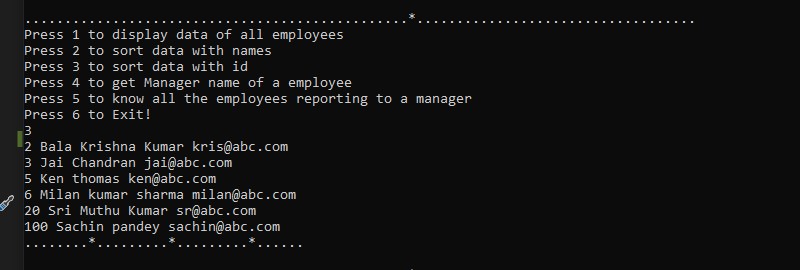 ................................................*...................................
Press 1 to display data of all employees
Press 2 to sort data with names
Press 3 to sort data with id
Press 4 to get Manager name of a employee
Press 5 to know all the employees reporting to a manager
Press 6 to Exit!
3
2 Bala Krishna Kumar kris@abc.com
3 Jai Chandran jai@abc.com
5 Ken thomas ken@abc.com
6 Milan kumar sharma milan@abc.com
20 Sri Muthu Kumar sr@abc.com
100 Sachin pandey sachin@abc.com
........*.........*.........*......